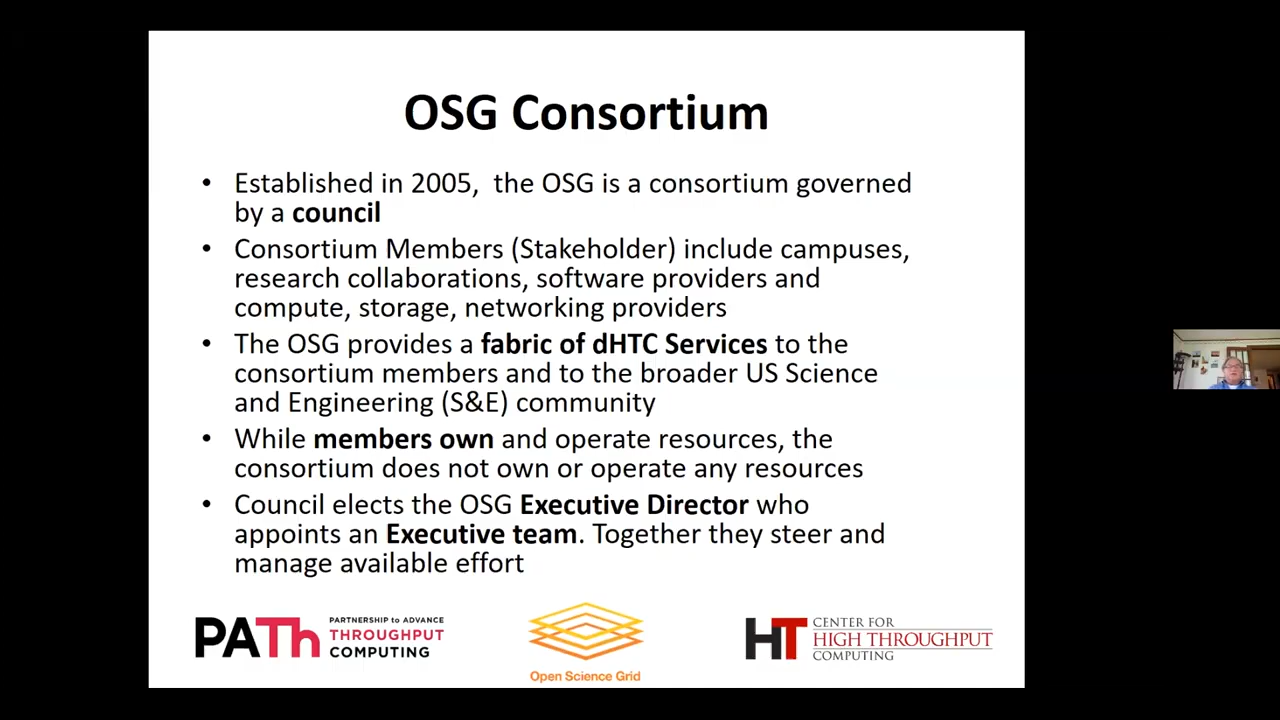 OSG Consortium
• Established in 2005,  the OSG is a consortium governed
by a council
• Consortium Members (Stakeholder) include campuses,
research collaborations, software providers and
compute, storage, networking providers
• The OSG provides a fabric of dHTC Services to the
consortium members and to the broader US Science
and Engineering (S&E) community
• While members own and operate resources, the
consortium does not own or operate any resources
• Council elects the OSG Executive Director who
appoints an Executive team. Together they steer and
manage available effort
PATh
PARTNERSHIP to ADVANCE
THROUGHPUT
COMPUTING
Open Science Grid
HT
CENTER FOR
HIGH THROUGHPUT
COMPUTING